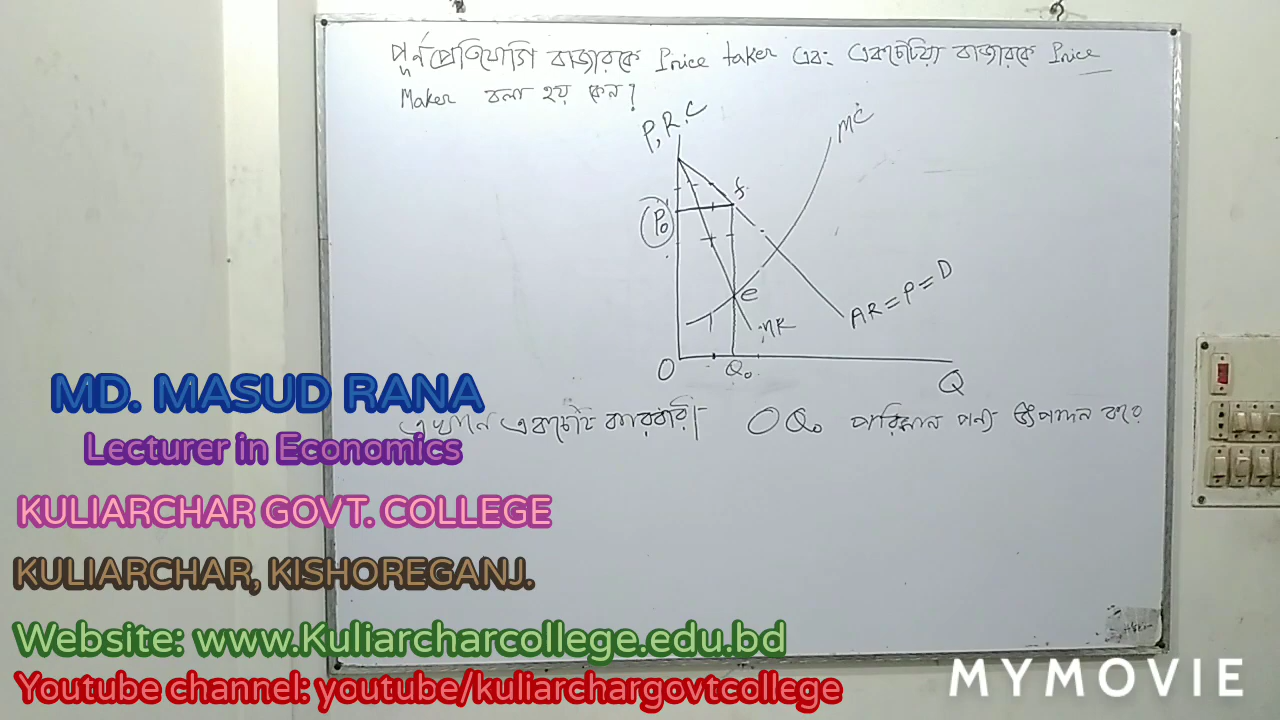 পূর্ণপ্রতিযোগি বাজারকে Price taker এবং একচেটিয়া বাজারকে Price
Maker বলা হয় কেন?
P, R, C
MC
f
P₀
e
AR = P = D
MR
O
Q₀
Q
এখানে একচেটি কারবারী OQ₀ পরিমান পন্য উৎপাদন করে
MD. MASUD RANA
Lecturer in Economics
KULIARCHAR GOVT. COLLEGE
KULIARCHAR, KISHOREGANJ.
Website: www.Kuliarcharcollege.edu.bd
Youtube channel: youtube/kuliarchargovtcollege
MYMOVIE